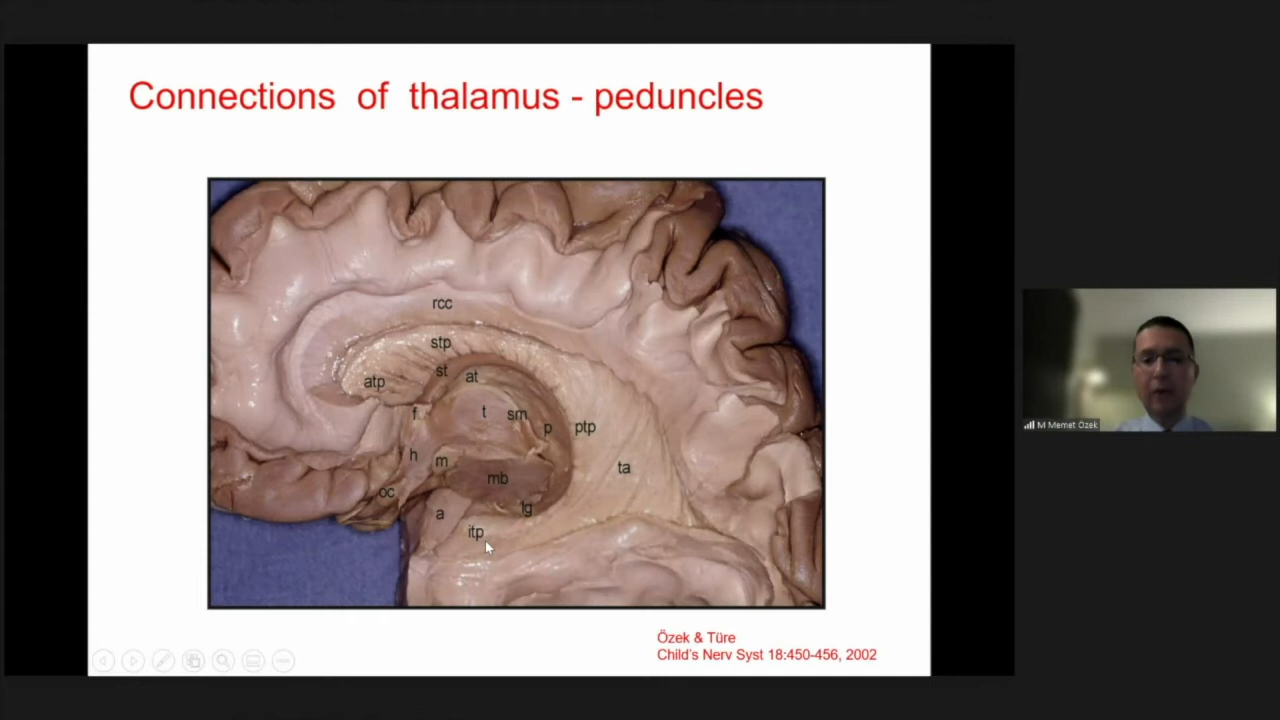 Connections of thalamus - peduncles
rcc
stp
st
at
atp
f
t
sm
p
ptp
h
m
ta
mb
oc
a
lg
itp
Özek & Türe
Child's Nerv Syst 18:450-456, 2002
M Memet Özek